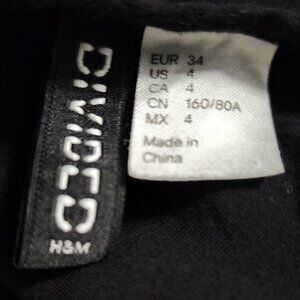 DIVIDED
H&M
EUR 34
US 4
CA 4
CN 160/80A
MX 4
Made in
China